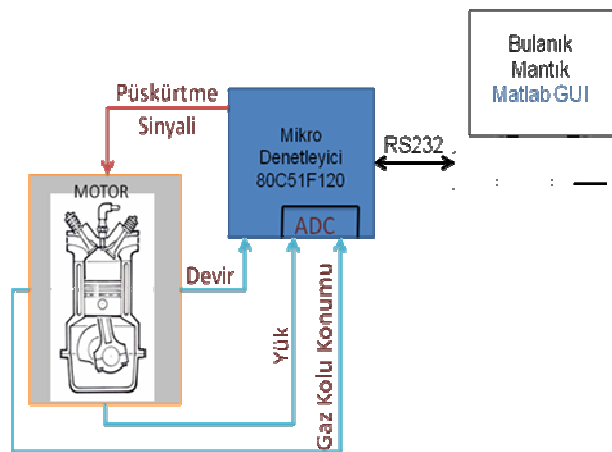 Bulanık
Mantık
Matlab GUI
Püskürtme
Sinyali
Mikro
Denetleyici
80C51F120
RS232
MOTOR
ADC
Devir
Yük
Gaz Kolu Konumu